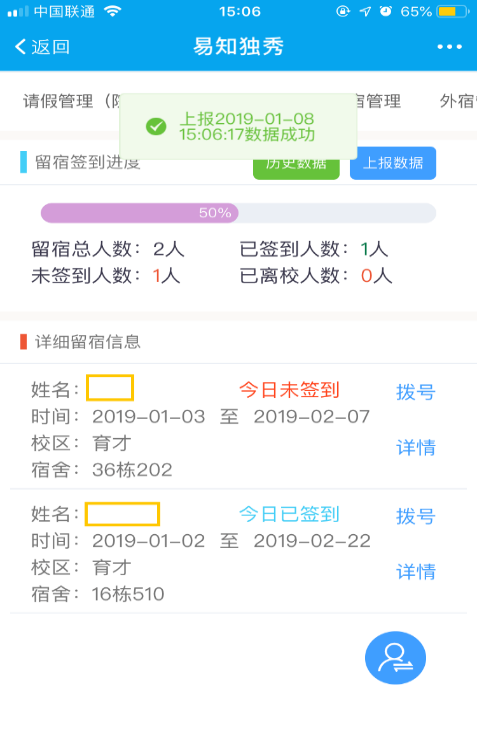 中国联通 15:06 65%
返回 易知独秀
请假管理 宿管理 外宿
上报2019-01-08
15:06:17数据成功
留宿签到进度 历史数据 上报数据
50%
留宿总人数：2人 已签到人数：1人
未签到人数：1人 已离校人数：0人
详细留宿信息
姓名： 今日未签到 拨号
时间： 2019-01-03 至 2019-02-07
校区： 育才 详情
宿舍： 36栋202
姓名： 今日已签到 拨号
时间： 2019-01-02 至 2019-02-22
校区： 育才 详情
宿舍： 16栋510